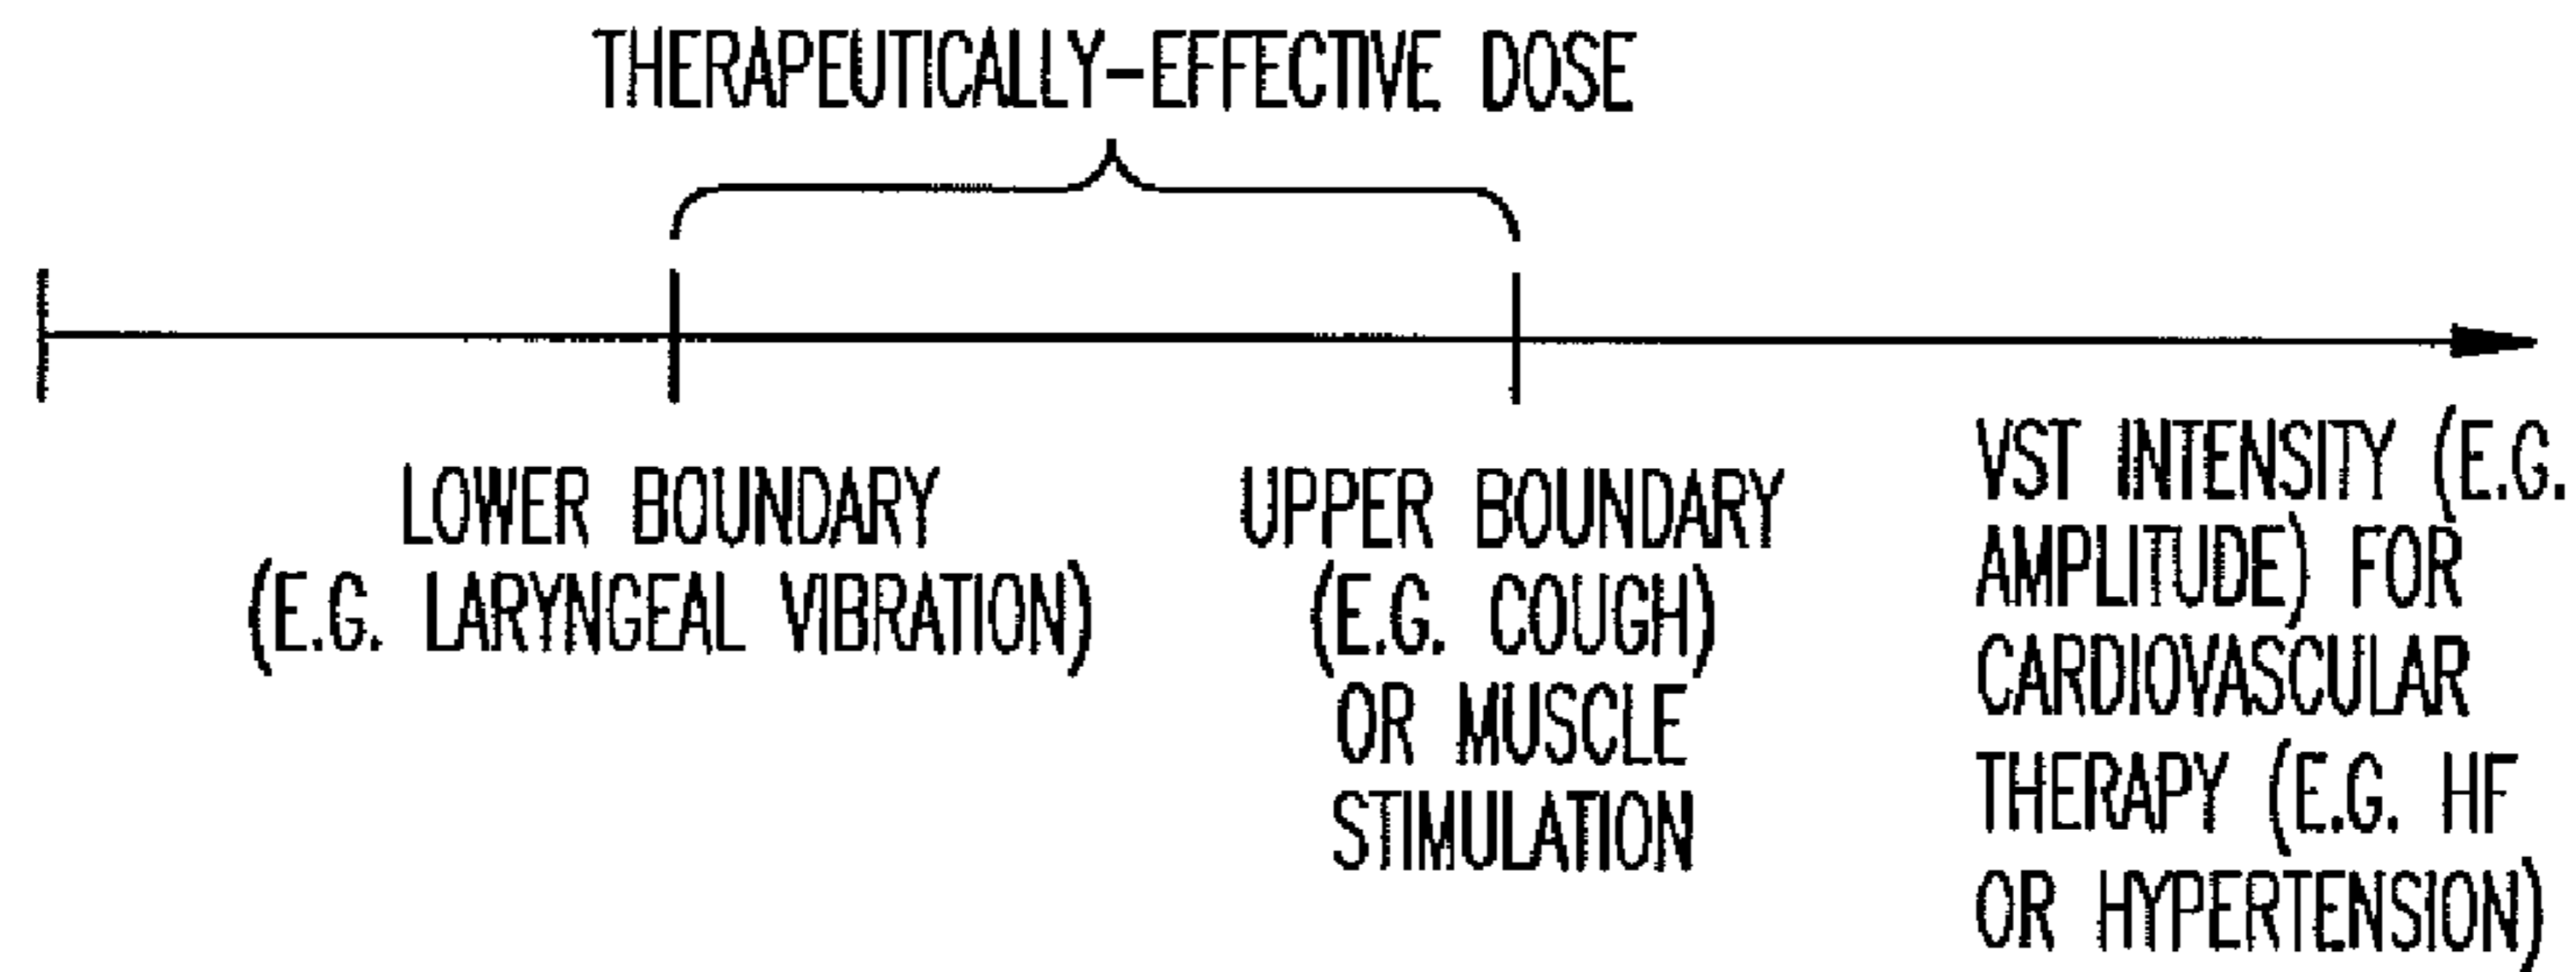 THERAPEUTICALLY-EFFECTIVE DOSE
LOWER BOUNDARY
(E.G. LARYNGEAL VIBRATION)
UPPER BOUNDARY
(E.G. COUGH)
OR MUSCLE
STIMULATION
VST INTENSITY (E.G.
AMPLITUDE) FOR
CARDIOVASCULAR
THERAPY (E.G. HF
OR HYPERTENSION)